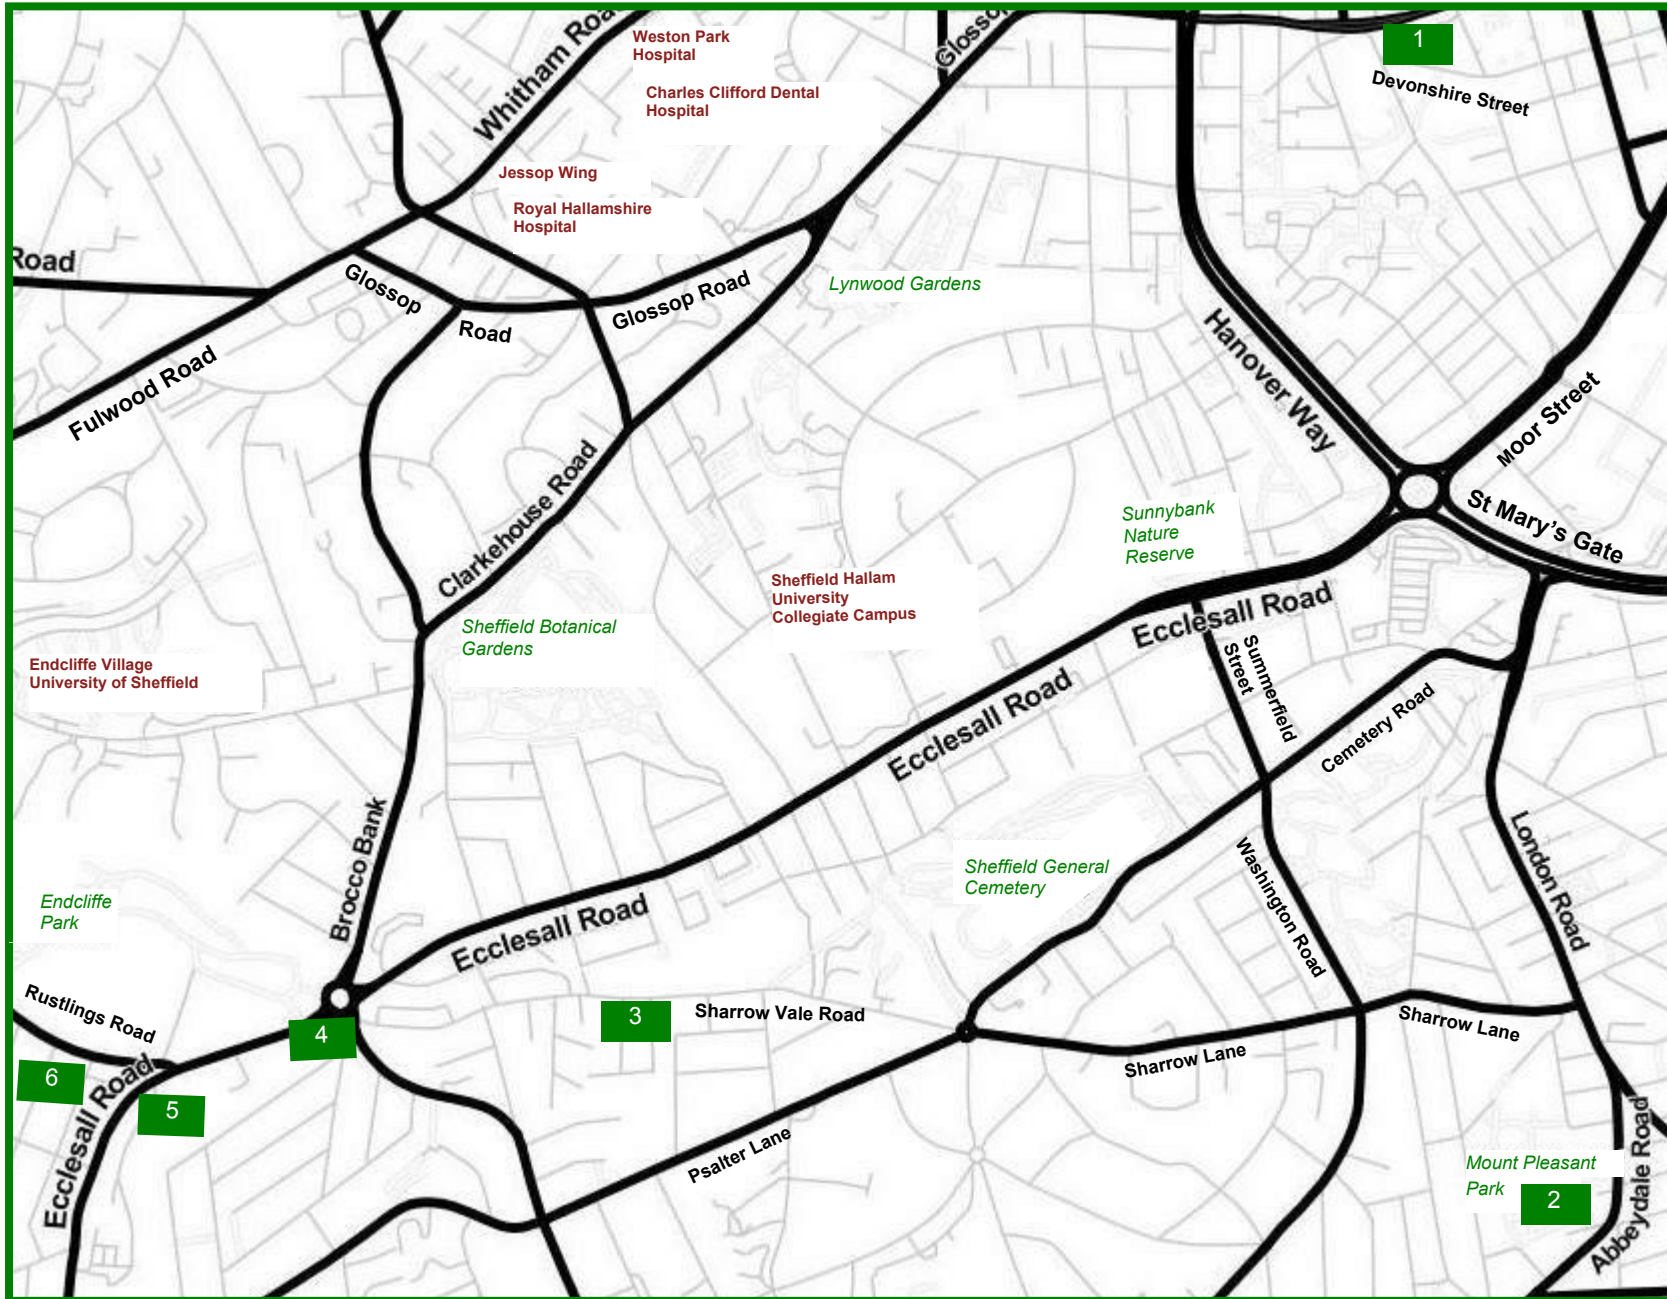 Whitham Road
Weston Park
Hospital
Glossop
1
Devonshire Street
Charles Clifford Dental
Hospital
Jessop Wing
Royal Hallamshire
Hospital
Road
Glossop
Road
Glossop Road
Lynwood Gardens
Fulwood Road
Hanover Way
Moor Street
Clarkehouse Road
St Mary's Gate
Sunnybank
Nature
Reserve
Sheffield Hallam
University
Collegiate Campus
Ecclesall Road
Sheffield Botanical
Gardens
Summerfield
Street
Endcliffe Village
University of Sheffield
Ecclesall Road
Cemetery Road
Brocco Bank
London Road
Washington Road
Sheffield General
Cemetery
Endcliffe
Park
Ecclesall Road
Rustlings Road
3
Sharrow Vale Road
4
Sharrow Lane
Sharrow Lane
6
5
Ecclesall Road
Psalter Lane
Mount Pleasant
Park
2
Abbeydale Road